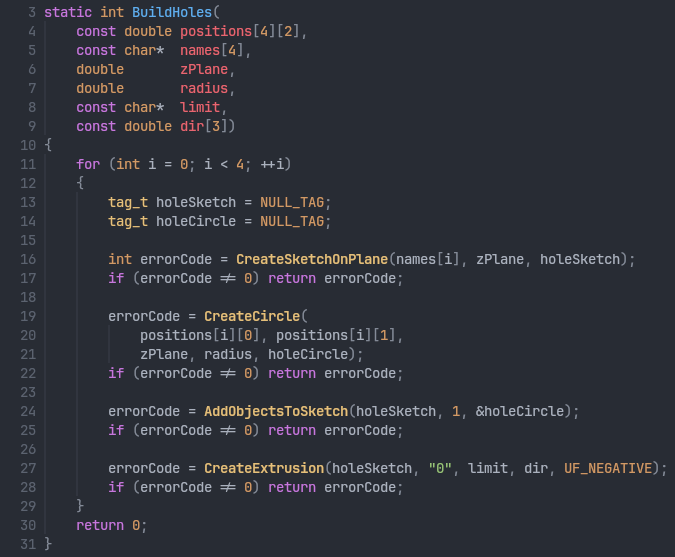 3 static int BuildHoles(
4     const double positions[4][2],
5     const char*  names[4],
6     double       zPlane,
7     double       radius,
8     const char*  limit,
9     const double dir[3])
10 {
11     for (int i = 0; i < 4; ++i)
12     {
13         tag_t holeSketch = NULL_TAG;
14         tag_t holeCircle = NULL_TAG;
15
16         int errorCode = CreateSketchOnPlane(names[i], zPlane, holeSketch);
17         if (errorCode != 0) return errorCode;
18
19         errorCode = CreateCircle(
20             positions[i][0], positions[i][1],
21             zPlane, radius, holeCircle);
22         if (errorCode != 0) return errorCode;
23
24         errorCode = AddObjectsToSketch(holeSketch, 1, &holeCircle);
25         if (errorCode != 0) return errorCode;
26
27         errorCode = CreateExtrusion(holeSketch, "0", limit, dir, UF_NEGATIVE);
28         if (errorCode != 0) return errorCode;
29     }
30     return 0;
31 }